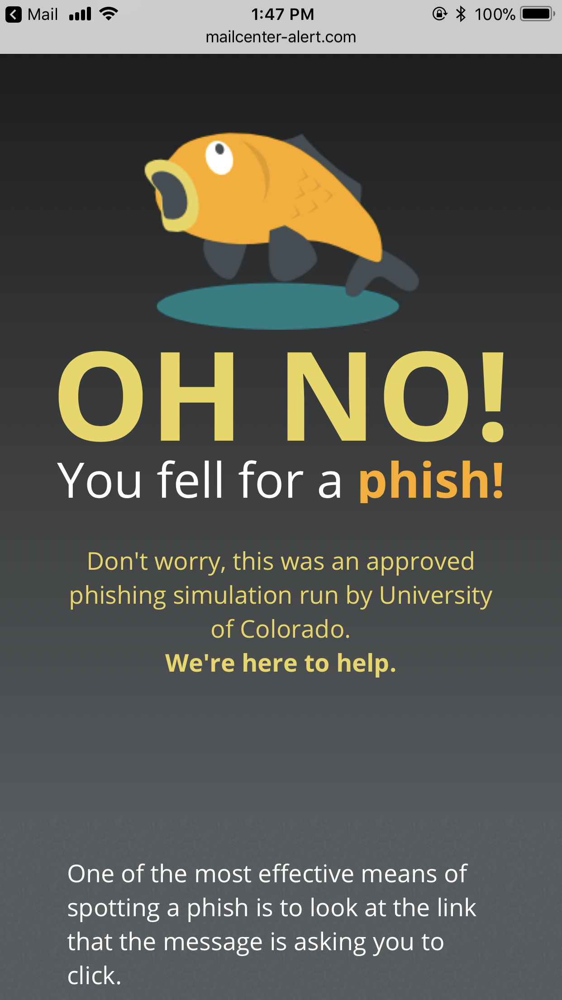 Mail 1:47 PM 100%
mailcenter-alert.com
OH NO!
You fell for a phish!
Don't worry, this was an approved
phishing simulation run by University
of Colorado.
We're here to help.
One of the most effective means of
spotting a phish is to look at the link
that the message is asking you to
click.